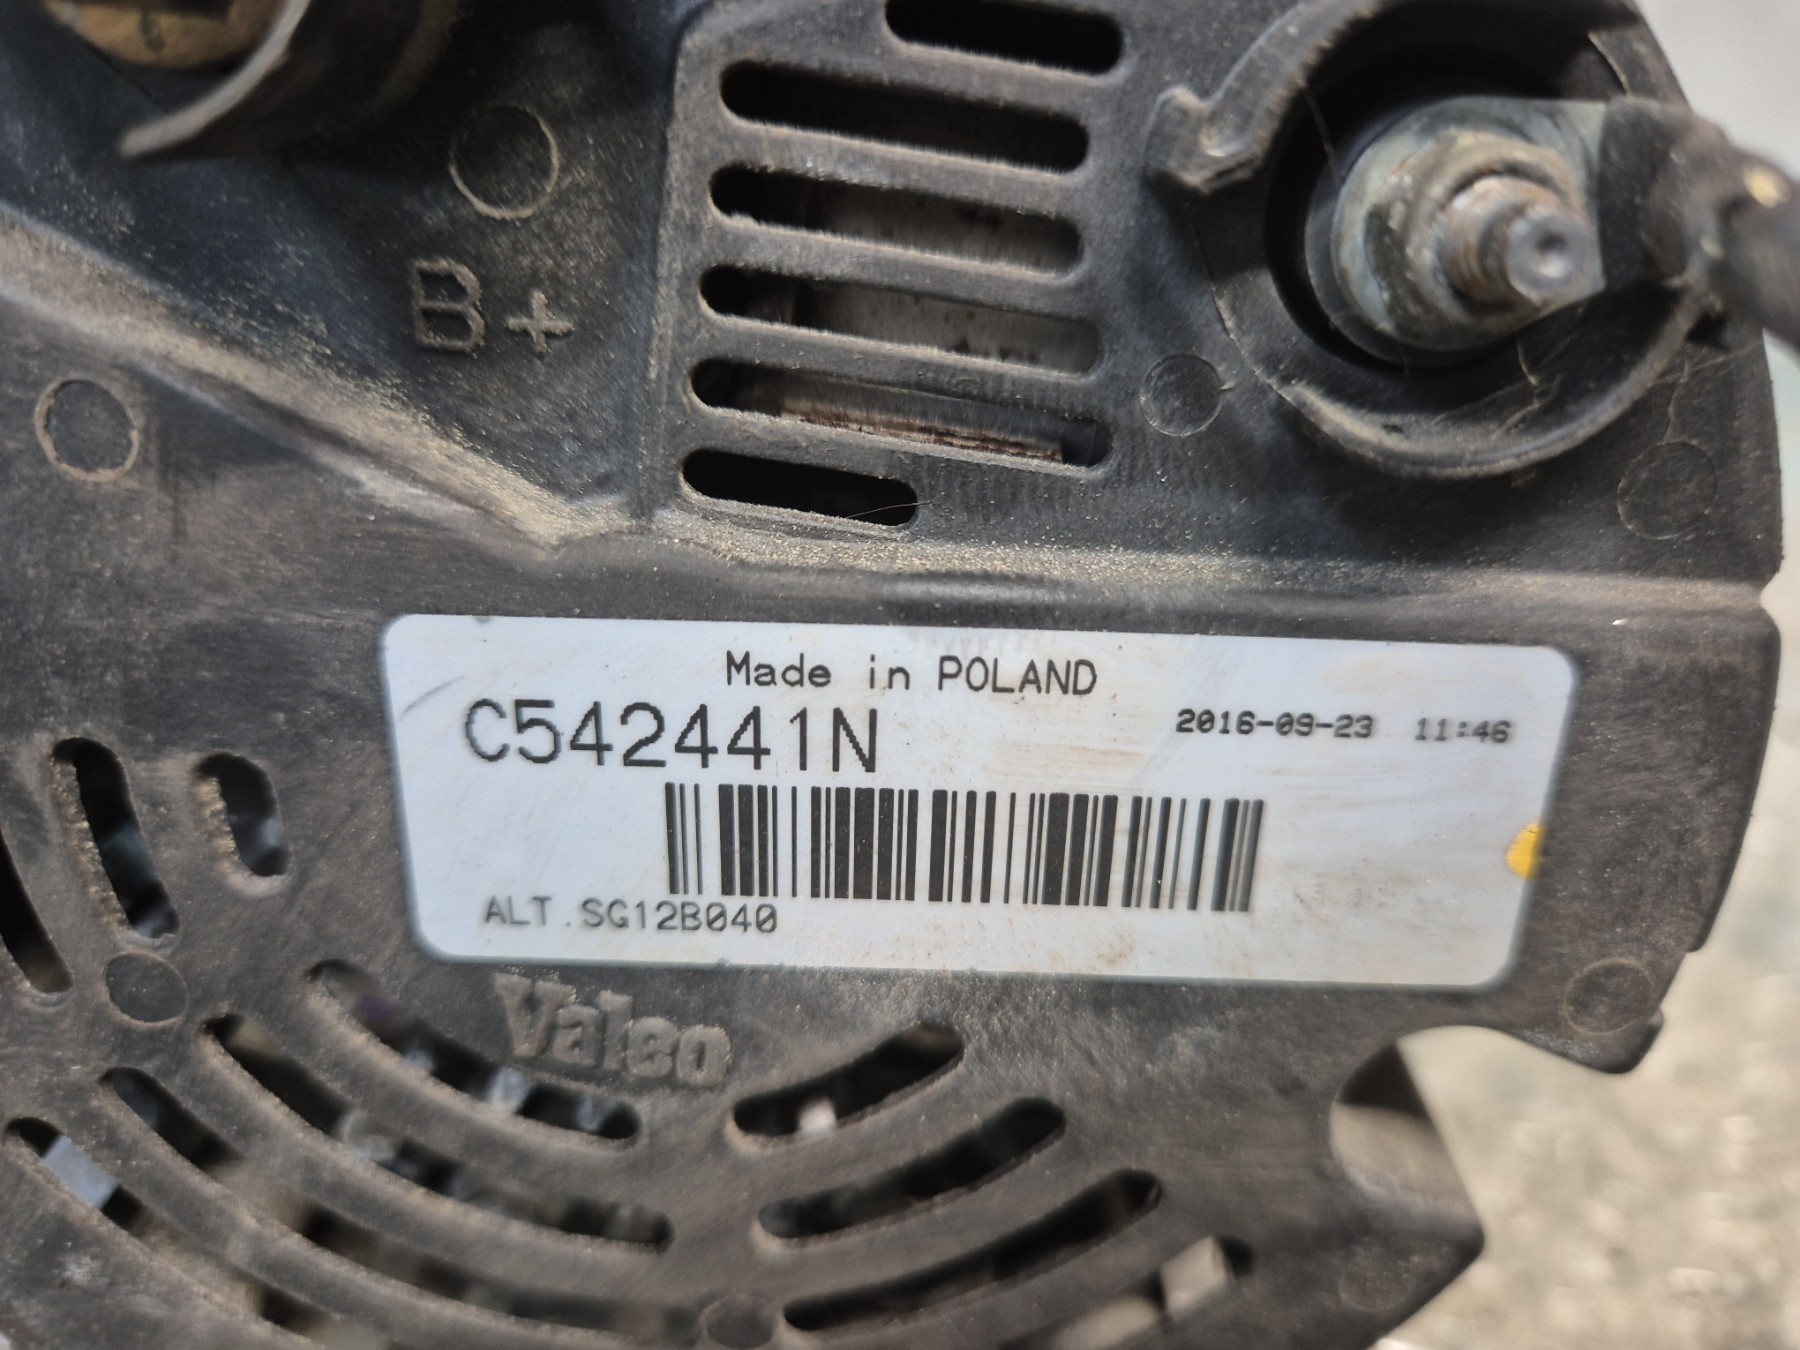 B+
Made in POLAND
C542441N 2016-09-23 11:46
ALT.SG12B040
Valeo